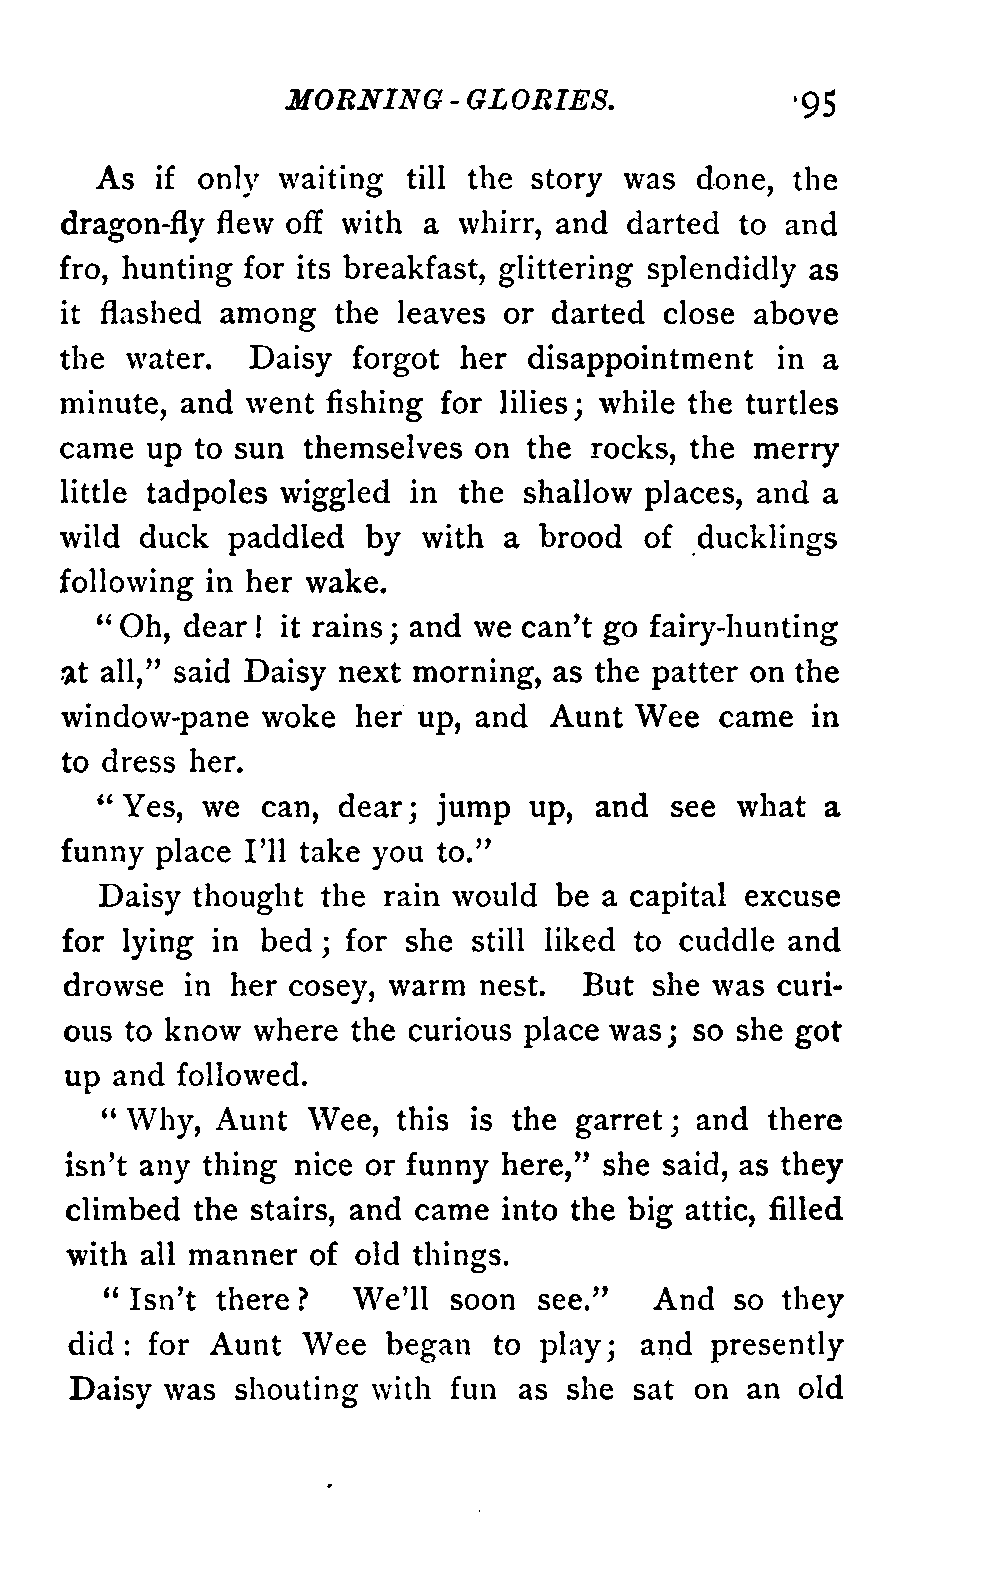 MORNING-GLORIES. 95
As if only waiting till the story was done, the
dragon-fly flew off with a whirr, and darted to and
fro, hunting for its breakfast, glittering splendidly as
it flashed among the leaves or darted close above
the water. Daisy forgot her disappointment in a
minute, and went fishing for lilies; while the turtles
came up to sun themselves on the rocks, the merry
little tadpoles wiggled in the shallow places, and a
wild duck paddled by with a brood of ducklings
following in her wake.
"Oh, dear! it rains; and we can't go fairy-hunting
at all," said Daisy next morning, as the patter on the
window-pane woke her up, and Aunt Wee came in
to dress her.
"Yes, we can, dear; jump up, and see what a
funny place I'll take you to."
Daisy thought the rain would be a capital excuse
for lying in bed; for she still liked to cuddle and
drowse in her cosey, warm nest. But she was curi-
ous to know where the curious place was; so she got
up and followed.
"Why, Aunt Wee, this is the garret; and there
isn't any thing nice or funny here," she said, as they
climbed the stairs, and came into the big attic, filled
with all manner of old things.
"Isn't there? We'll soon see." And so they
did: for Aunt Wee began to play; and presently
Daisy was shouting with fun as she sat on an old